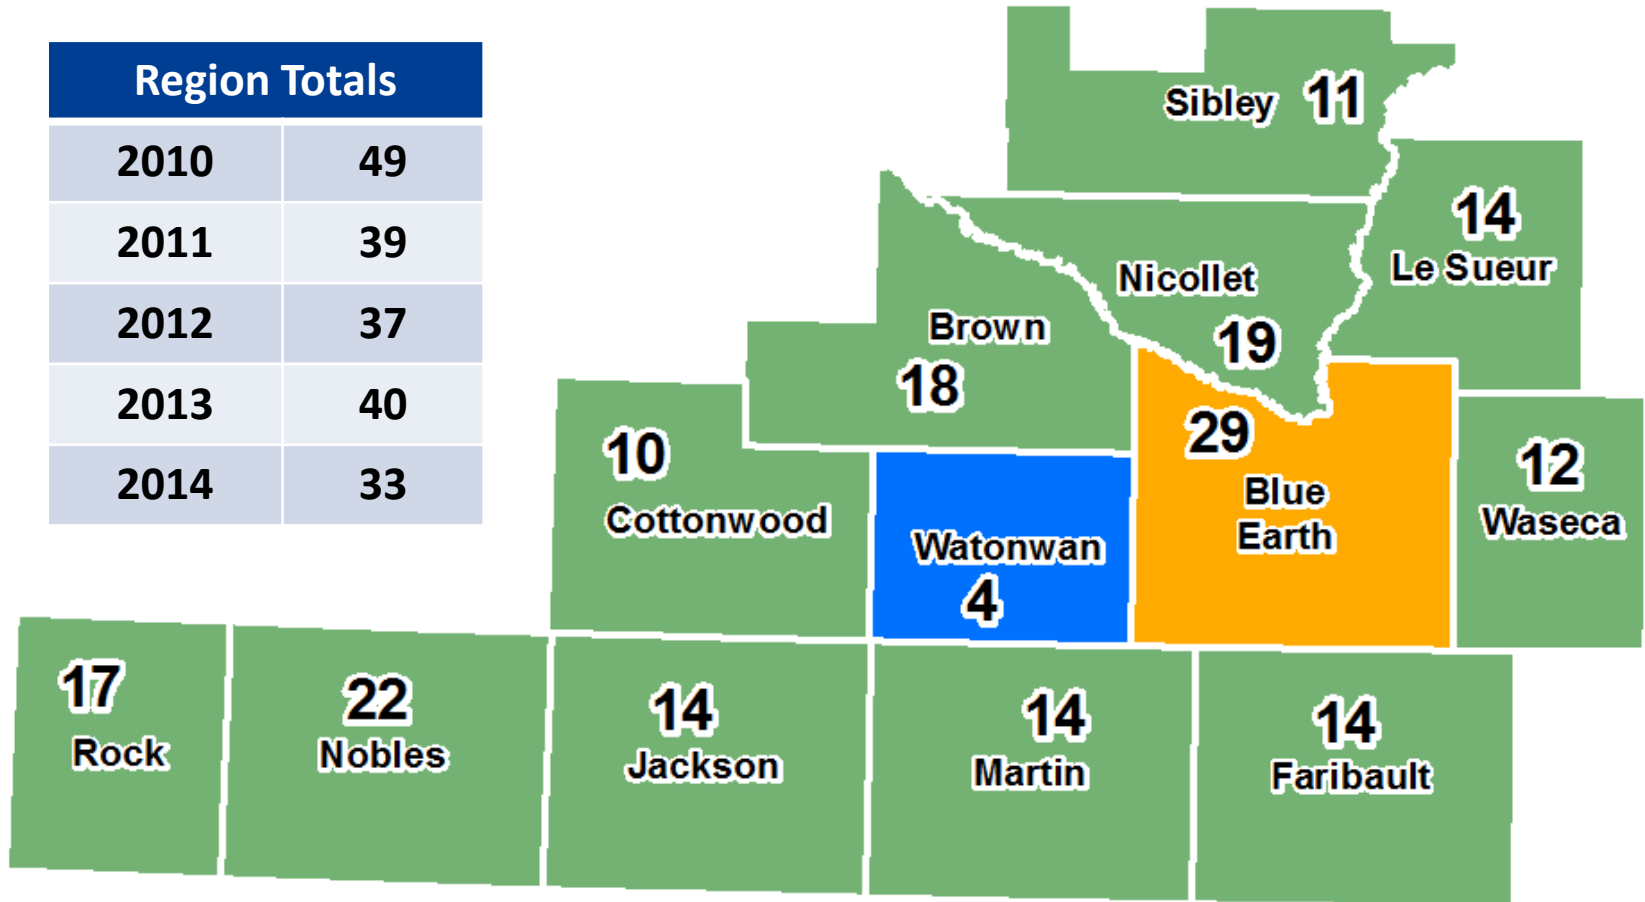 Region Totals
2010 49
2011 39
2012 37
2013 40
2014 33
Sibley 11
14
Le Sueur
Nicollet
19
Brown
18
29
Blue
Earth
12
Waseca
10
Cottonwood
Watonwan
4
17
Rock
22
Nobles
14
Jackson
14
Martin
14
Faribault